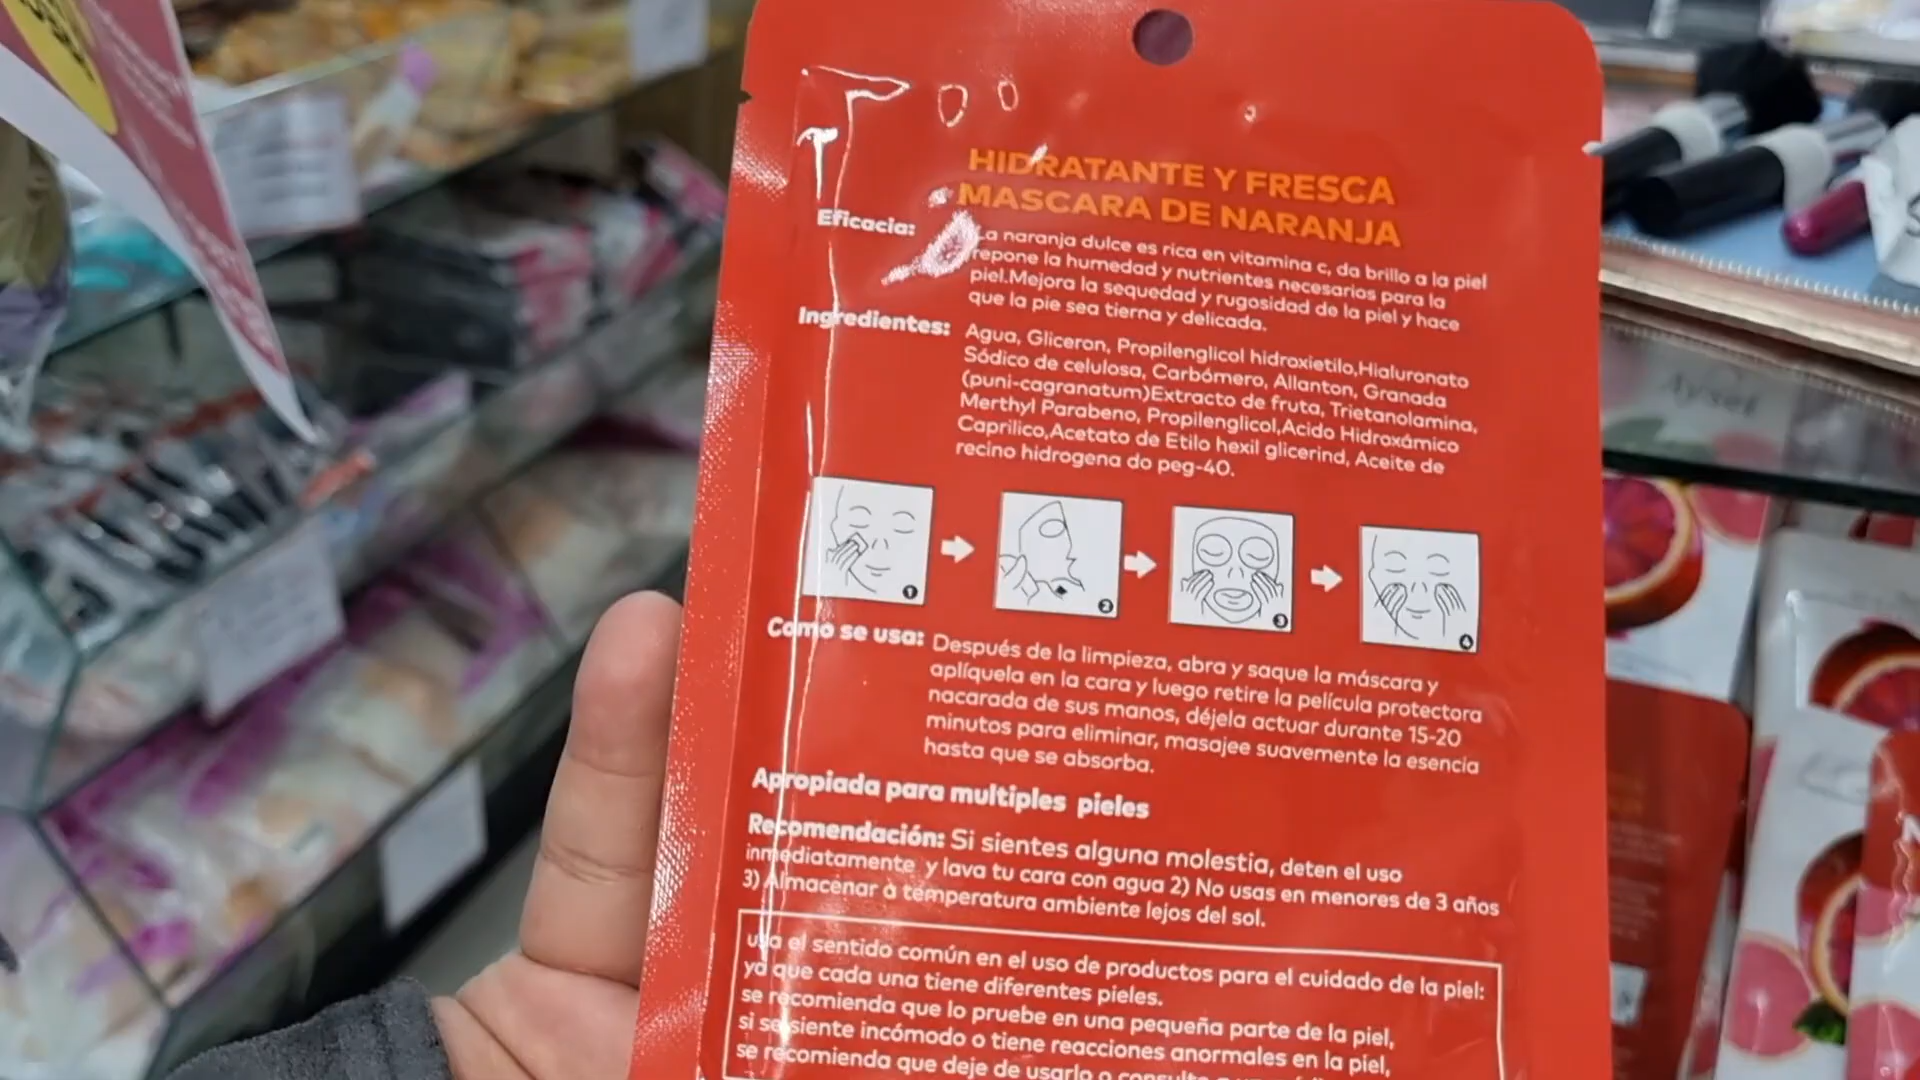 HIDRATANTE Y FRESCA
MASCARA DE NARANJA
Eficacia: La naranja dulce es rica en vitamina c, da brillo a la piel
repone la humedad y nutrientes necesarios para la
piel.Mejora la sequedad y rugosidad de la piel y hace
que la pie sea tierna y delicada.
Ingredientes: Agua, Gliceron, Propilenglicol hidroxietilo,Hialuronato
Sódico de celulosa, Carbómero, Allanton, Granada
(puni-cagranatum)Extracto de fruta, Trietanolamina,
Merthyl Parabeno, Propilenglicol,Acido Hidroxámico
Caprilico,Acetato de Etilo hexil glicerind, Aceite de
recino hidrogena do peg-40.
1
2
3
4
Como se usa: Después de la limpieza, abra y saque la máscara y
aplíquela en la cara y luego retire la película protectora
nacarada de sus manos, déjela actuar durante 15-20
minutos para eliminar, masajee suavemente la esencia
hasta que se absorba.
Apropiada para multiples pieles
Recomendación: Si sientes alguna molestia, deten el uso
inmediatamente y lava tu cara con agua 2) No usas en menores de 3 años
3) Almacenar a temperatura ambiente lejos del sol.
usa el sentido común en el uso de productos para el cuidado de la piel:
ya que cada una tiene diferentes pieles.
se recomienda que lo pruebe en una pequeña parte de la piel,
si se siente incómodo o tiene reacciones anormales en la piel,
se recomienda que deje de usarlo o